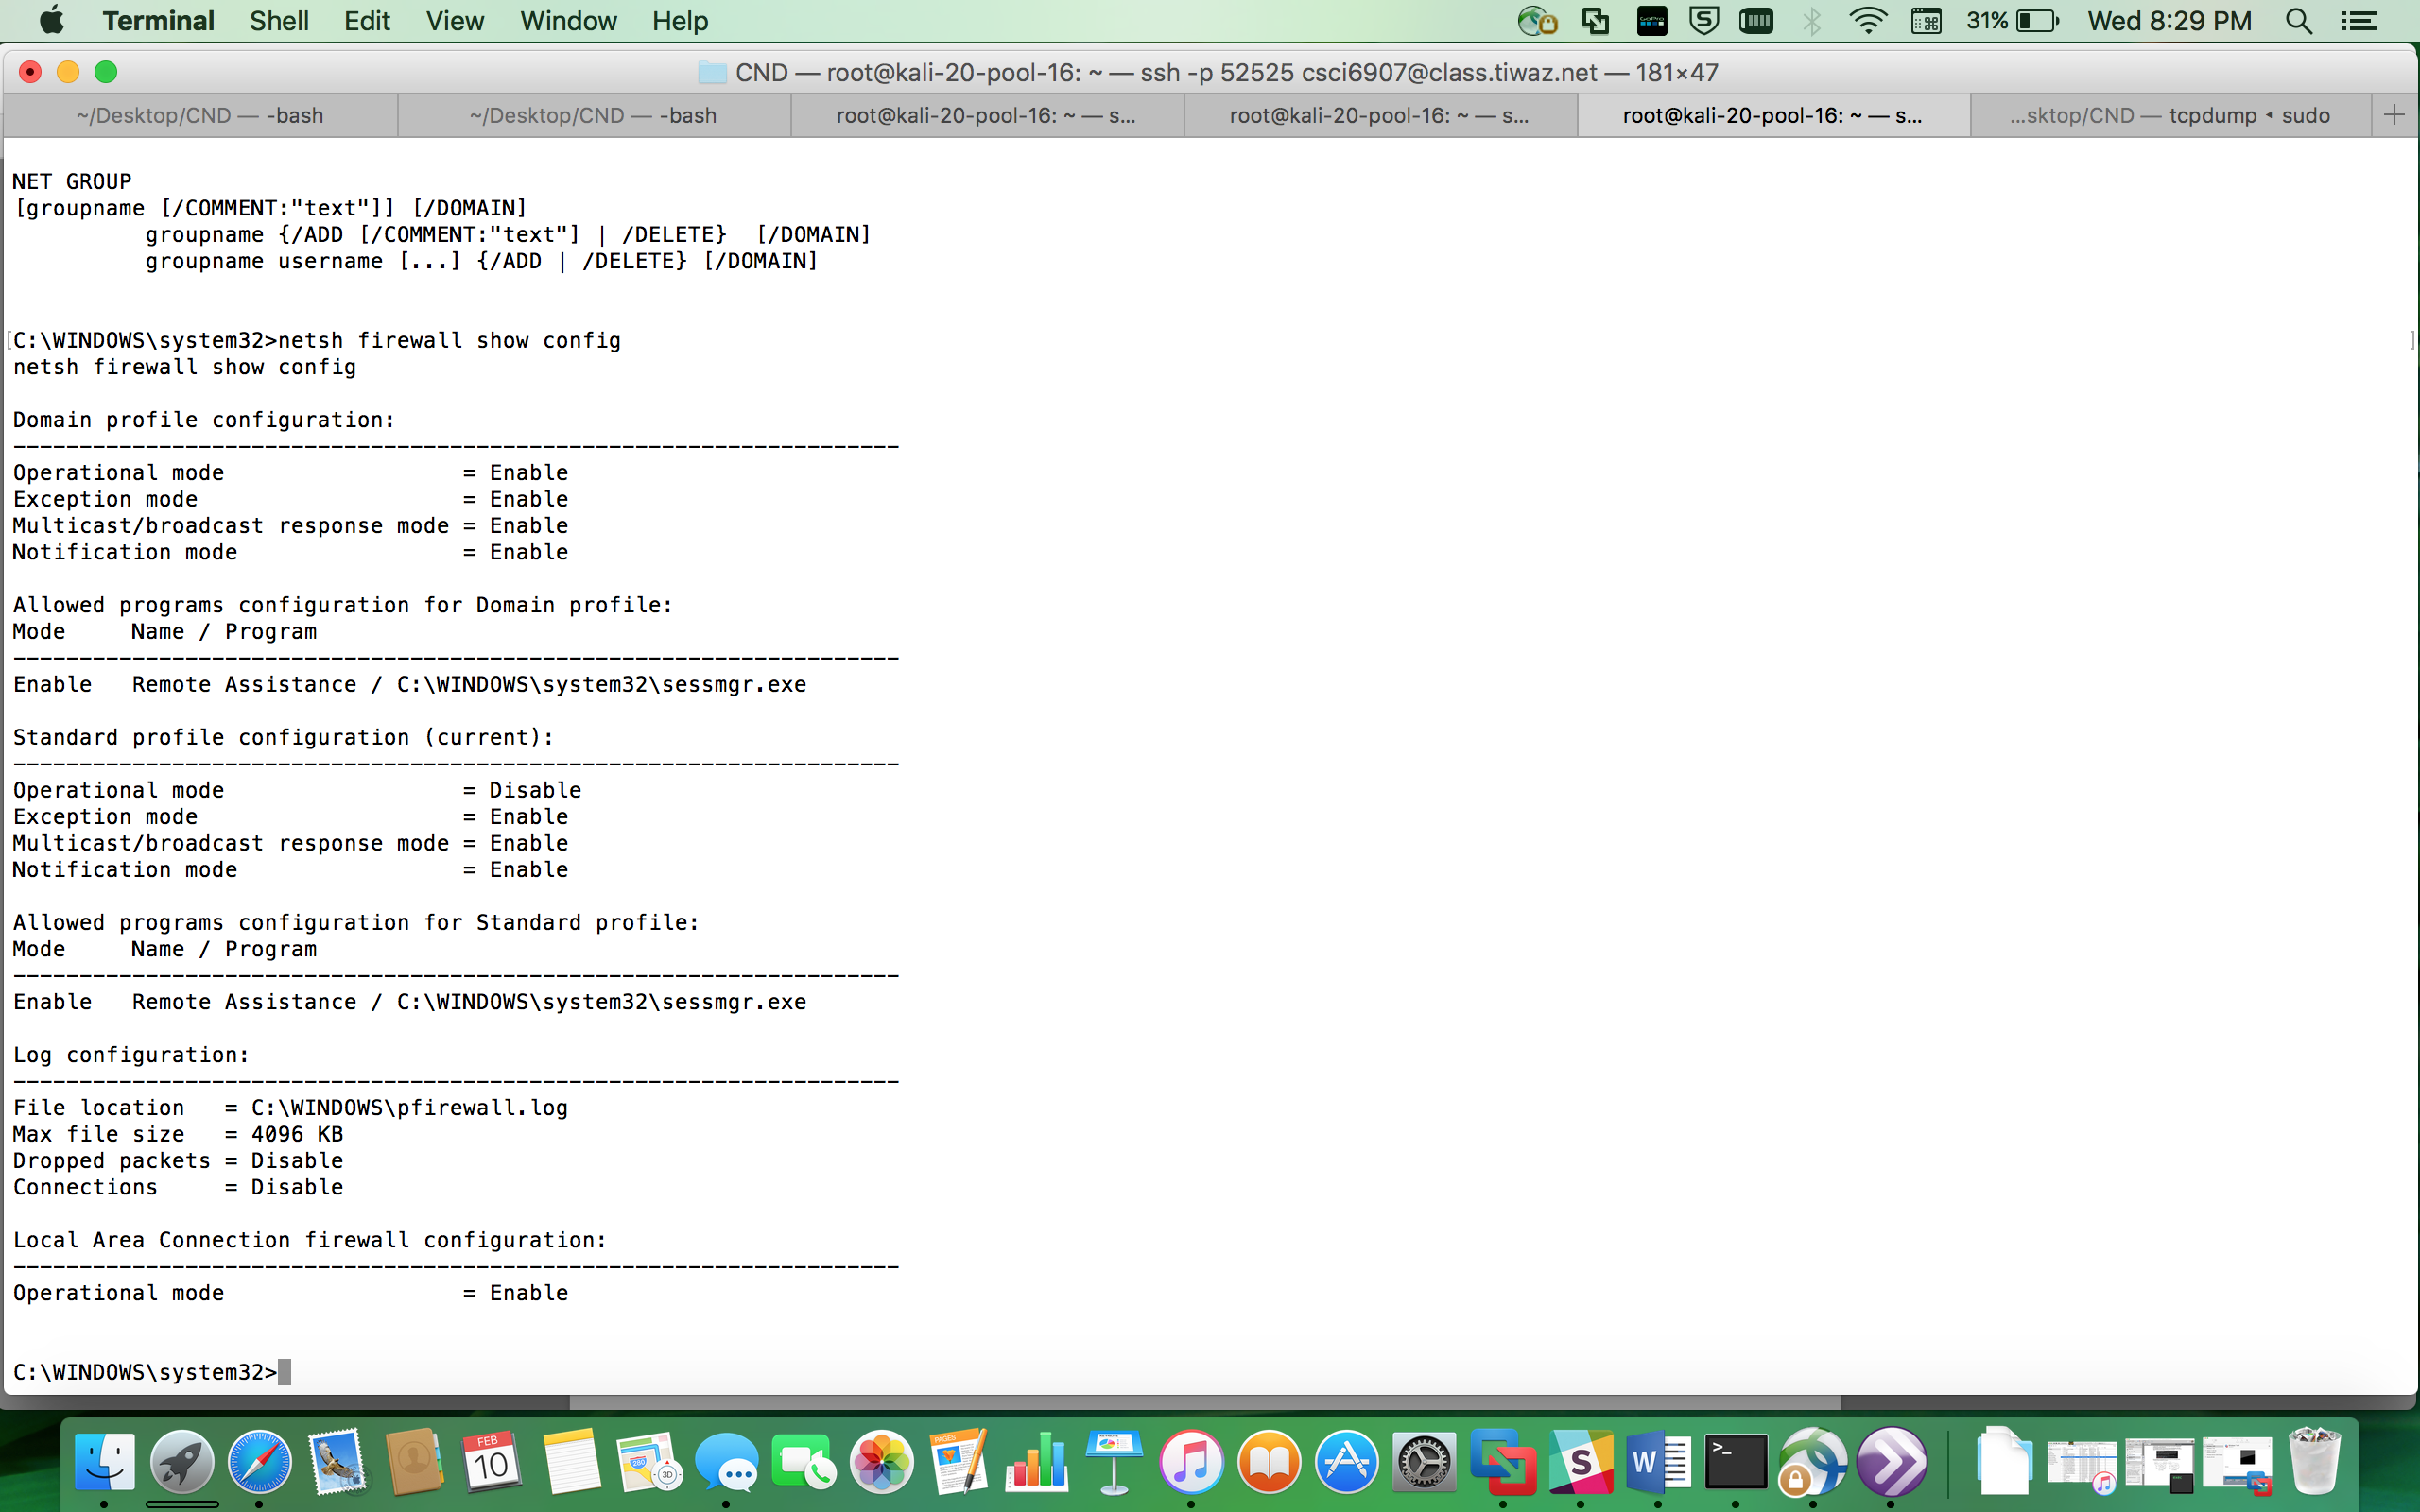 Terminal Shell Edit View Window Help 31% Wed 8:29 PM
CND — root@kali-20-pool-16: ~ — ssh -p 52525 csci6907@class.tiwaz.net — 181×47
~/Desktop/CND — -bash ~/Desktop/CND — -bash root@kali-20-pool-16: ~ — s... root@kali-20-pool-16: ~ — s... root@kali-20-pool-16: ~ — s... ...sktop/CND — tcpdump ◂ sudo
NET GROUP
[groupname [/COMMENT:"text"]] [/DOMAIN]
groupname {/ADD [/COMMENT:"text"] | /DELETE}  [/DOMAIN]
groupname username [...] {/ADD | /DELETE} [/DOMAIN]
[C:\WINDOWS\system32>netsh firewall show config ]
netsh firewall show config
Domain profile configuration:
-------------------------------------------------------------------
Operational mode                  = Enable
Exception mode                    = Enable
Multicast/broadcast response mode = Enable
Notification mode                 = Enable
Allowed programs configuration for Domain profile:
Mode     Name / Program
-------------------------------------------------------------------
Enable   Remote Assistance / C:\WINDOWS\system32\sessmgr.exe
Standard profile configuration (current):
-------------------------------------------------------------------
Operational mode                  = Disable
Exception mode                    = Enable
Multicast/broadcast response mode = Enable
Notification mode                 = Enable
Allowed programs configuration for Standard profile:
Mode     Name / Program
-------------------------------------------------------------------
Enable   Remote Assistance / C:\WINDOWS\system32\sessmgr.exe
Log configuration:
-------------------------------------------------------------------
File location   = C:\WINDOWS\pfirewall.log
Max file size   = 4096 KB
Dropped packets = Disable
Connections     = Disable
Local Area Connection firewall configuration:
-------------------------------------------------------------------
Operational mode                  = Enable
C:\WINDOWS\system32>
FEB
10
280
3D
PAGES
S
W
>_